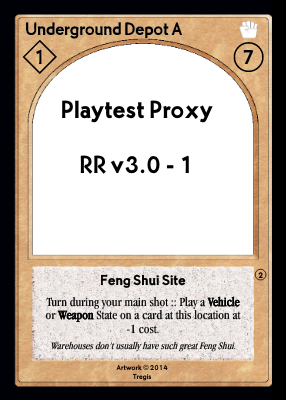 Underground Depot A
1
7
Playtest Proxy
RR v3.0 - 1
2
Feng Shui Site
Turn during your main shot :: Play a Vehicle
or Weapon State on a card at this location at
-1 cost.
Warehouses don't usually have such great Feng Shui.
Artwork © 2014
Tregis